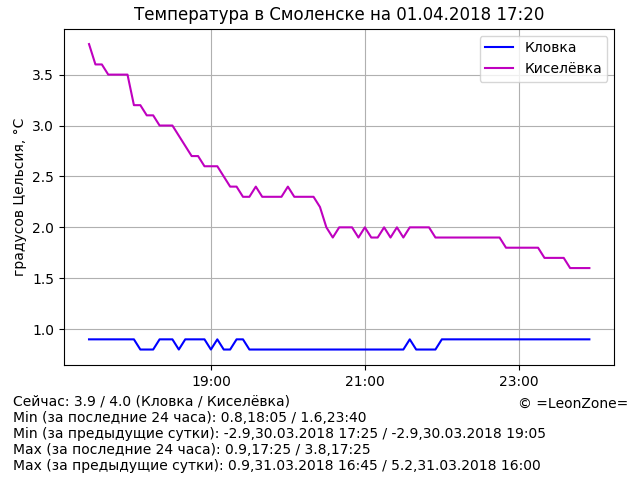 Температура в Смоленске на 01.04.2018 17:20
Кловка
Киселёвка
градусов Цельсия, °C
3.5
3.0
2.5
2.0
1.5
1.0
19:00
21:00
23:00
© =LeonZone=
Сейчас: 3.9 / 4.0 (Кловка / Киселёвка)
Min (за последние 24 часа): 0.8,18:05 / 1.6,23:40
Min (за предыдущие сутки): -2.9,30.03.2018 17:25 / -2.9,30.03.2018 19:05
Max (за последние 24 часа): 0.9,17:25 / 3.8,17:25
Max (за предыдущие сутки): 0.9,31.03.2018 16:45 / 5.2,31.03.2018 16:00